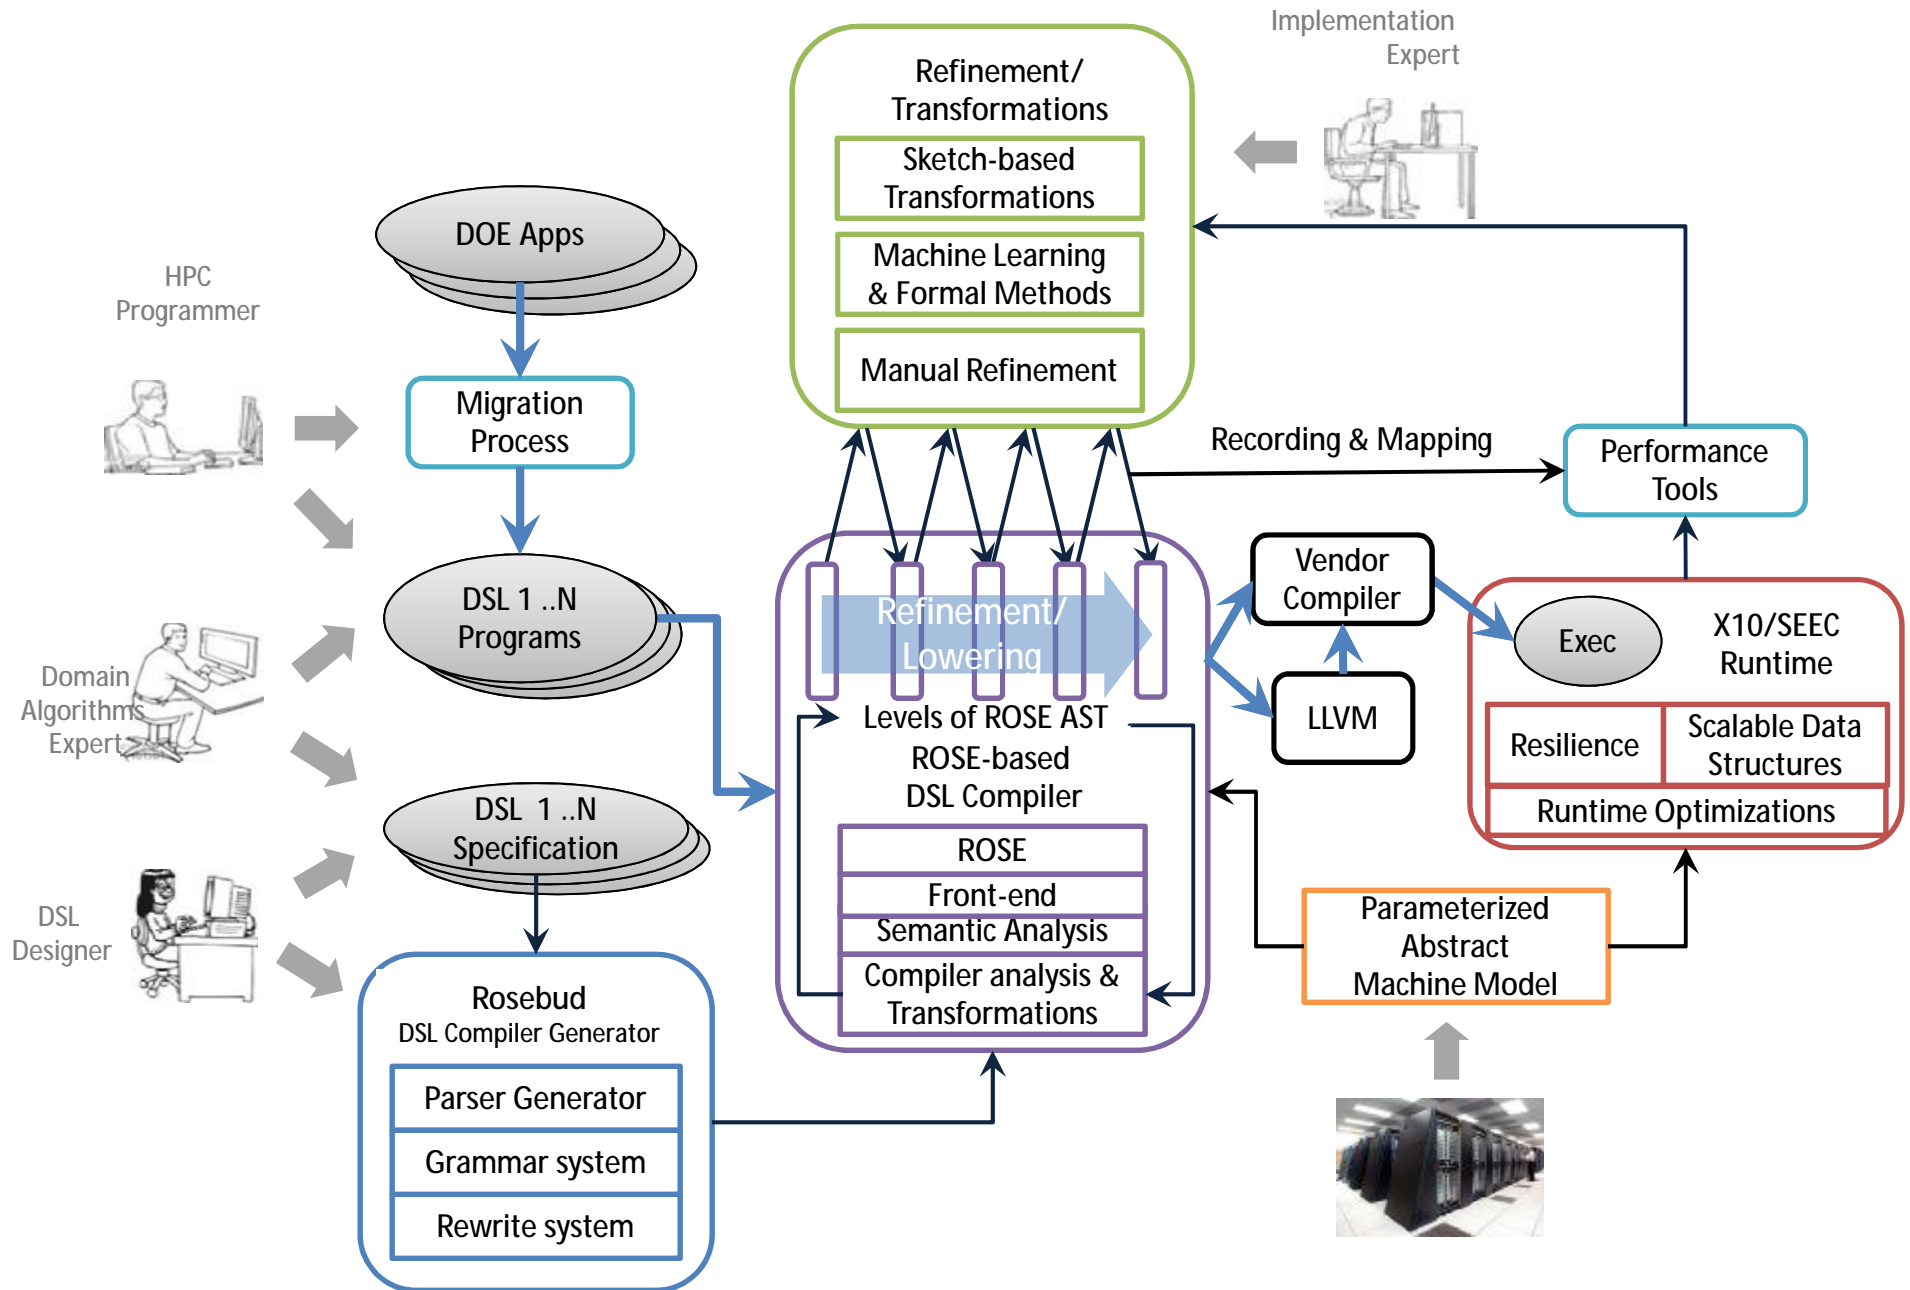 Implementation
Expert
Refinement/
Transformations
Sketch-based
Transformations
Machine Learning
& Formal Methods
Manual Refinement
DOE Apps
HPC
Programmer
Migration
Process
Recording & Mapping
Performance
Tools
DSL 1 ..N
Programs
Refinement/
Lowering
Vendor
Compiler
LLVM
Exec
X10/SEEC
Runtime
Resilience
Scalable Data
Structures
Runtime Optimizations
Domain
Algorithms
Expert
Levels of ROSE AST
ROSE-based
DSL Compiler
ROSE
Front-end
Semantic Analysis
Compiler analysis &
Transformations
DSL 1 ..N
Specification
DSL
Designer
Parameterized
Abstract
Machine Model
Rosebud
DSL Compiler Generator
Parser Generator
Grammar system
Rewrite system